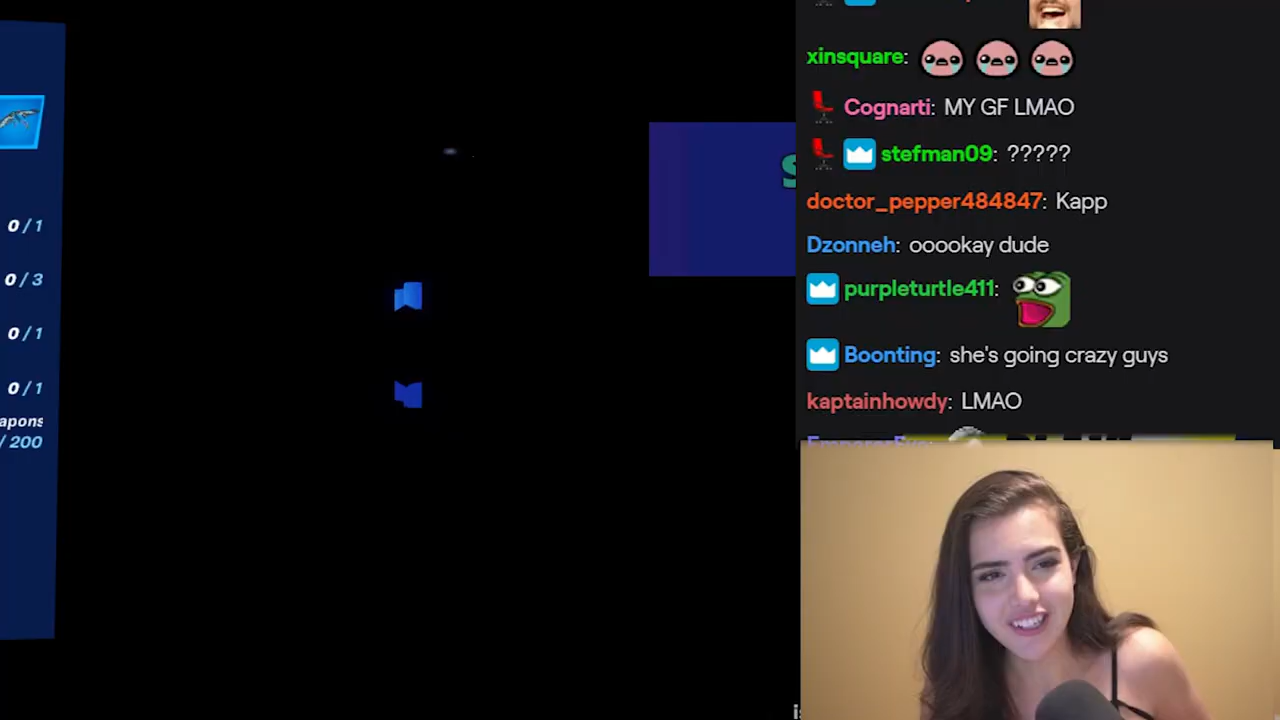 xinsquare:
Cognarti: MY GF LMAO
stefman09: ?????
doctor_pepper484847: Kapp
Dzonneh: ooookay dude
purpleturtle411:
Boonting: she's going crazy guys
kaptainhowdy: LMAO
0 / 1
0 / 3
0 / 1
0 / 1
/ 200
S